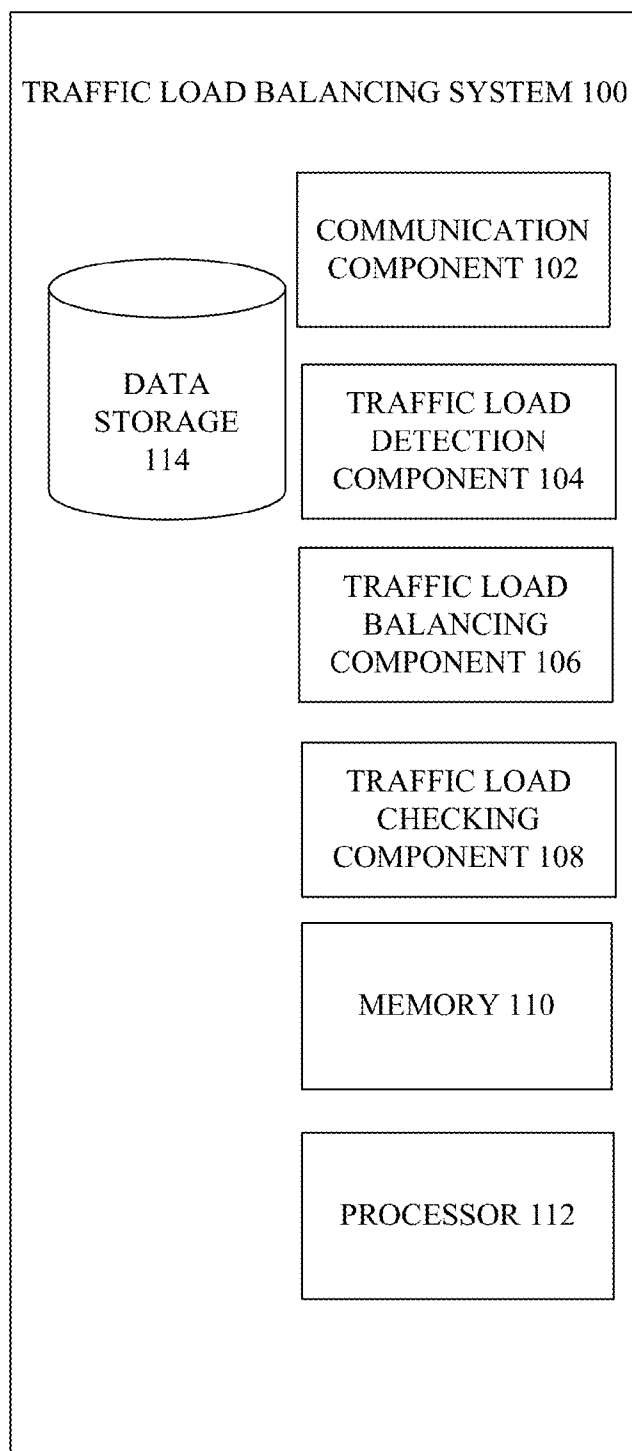 TRAFFIC LOAD BALANCING SYSTEM 100
COMMUNICATION
COMPONENT 102
DATA
STORAGE
114
TRAFFIC LOAD
DETECTION
COMPONENT 104
TRAFFIC LOAD
BALANCING
COMPONENT 106
TRAFFIC LOAD
CHECKING
COMPONENT 108
MEMORY 110
PROCESSOR 112